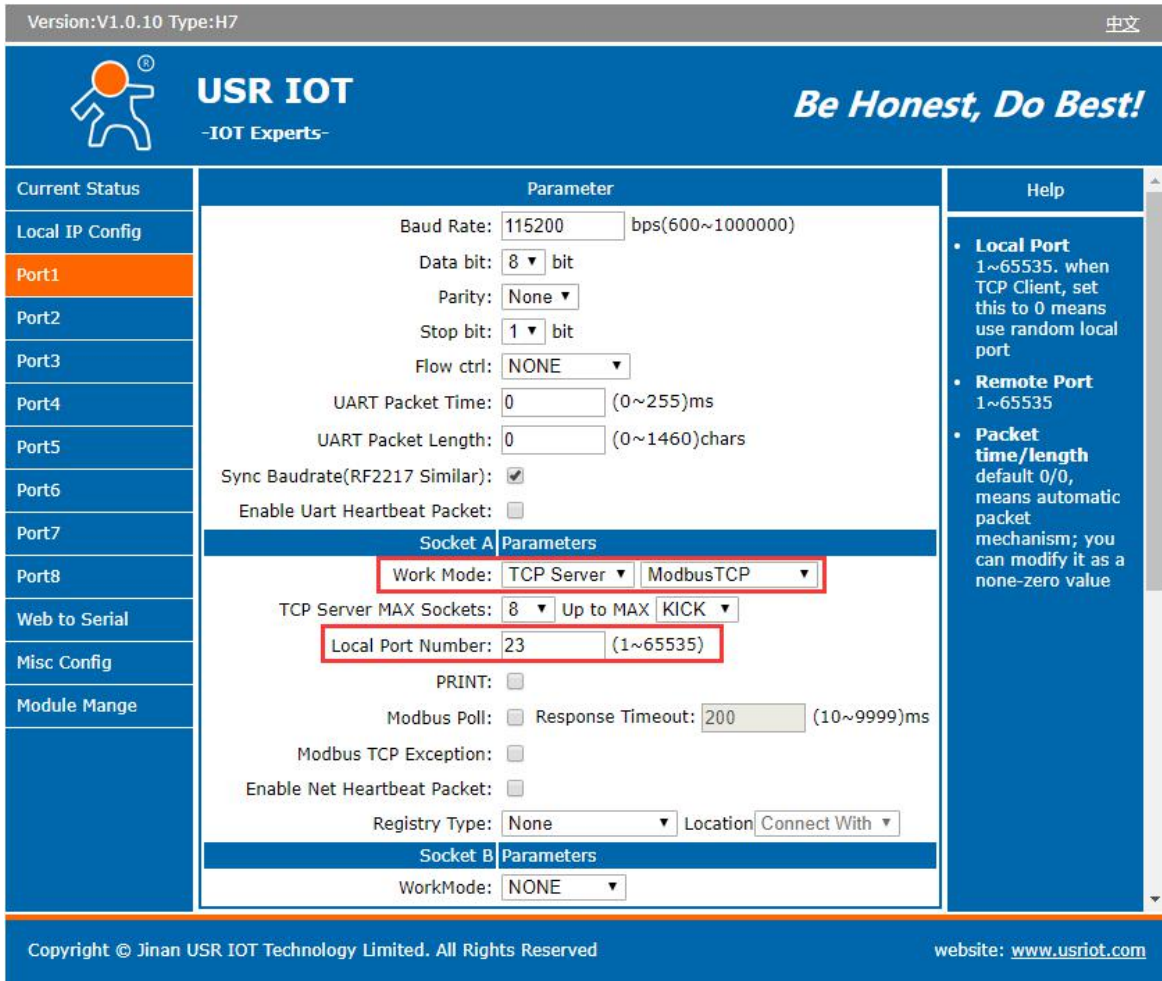 Version:V1.0.10 Type:H7
中文
®
USR IOT
-IOT Experts-
Be Honest, Do Best!
Current Status
Local IP Config
Port1
Port2
Port3
Port4
Port5
Port6
Port7
Port8
Web to Serial
Misc Config
Module Mange
Parameter
Baud Rate: 115200 bps(600~1000000)
Data bit: 8 bit
Parity: None
Stop bit: 1 bit
Flow ctrl: NONE
UART Packet Time: 0 (0~255)ms
UART Packet Length: 0 (0~1460)chars
Sync Baudrate(RF2217 Similar):
Enable Uart Heartbeat Packet:
Socket A Parameters
Work Mode: TCP Server ModbusTCP
TCP Server MAX Sockets: 8 Up to MAX KICK
Local Port Number: 23 (1~65535)
PRINT:
Modbus Poll: Response Timeout: 200 (10~9999)ms
Modbus TCP Exception:
Enable Net Heartbeat Packet:
Registry Type: None Location Connect With
Socket B Parameters
WorkMode: NONE
Help
• Local Port
1~65535. when
TCP Client, set
this to 0 means
use random local
port
• Remote Port
1~65535
• Packet
time/length
default 0/0,
means automatic
packet
mechanism; you
can modify it as a
none-zero value
Copyright © Jinan USR IOT Technology Limited. All Rights Reserved
website: www.usriot.com